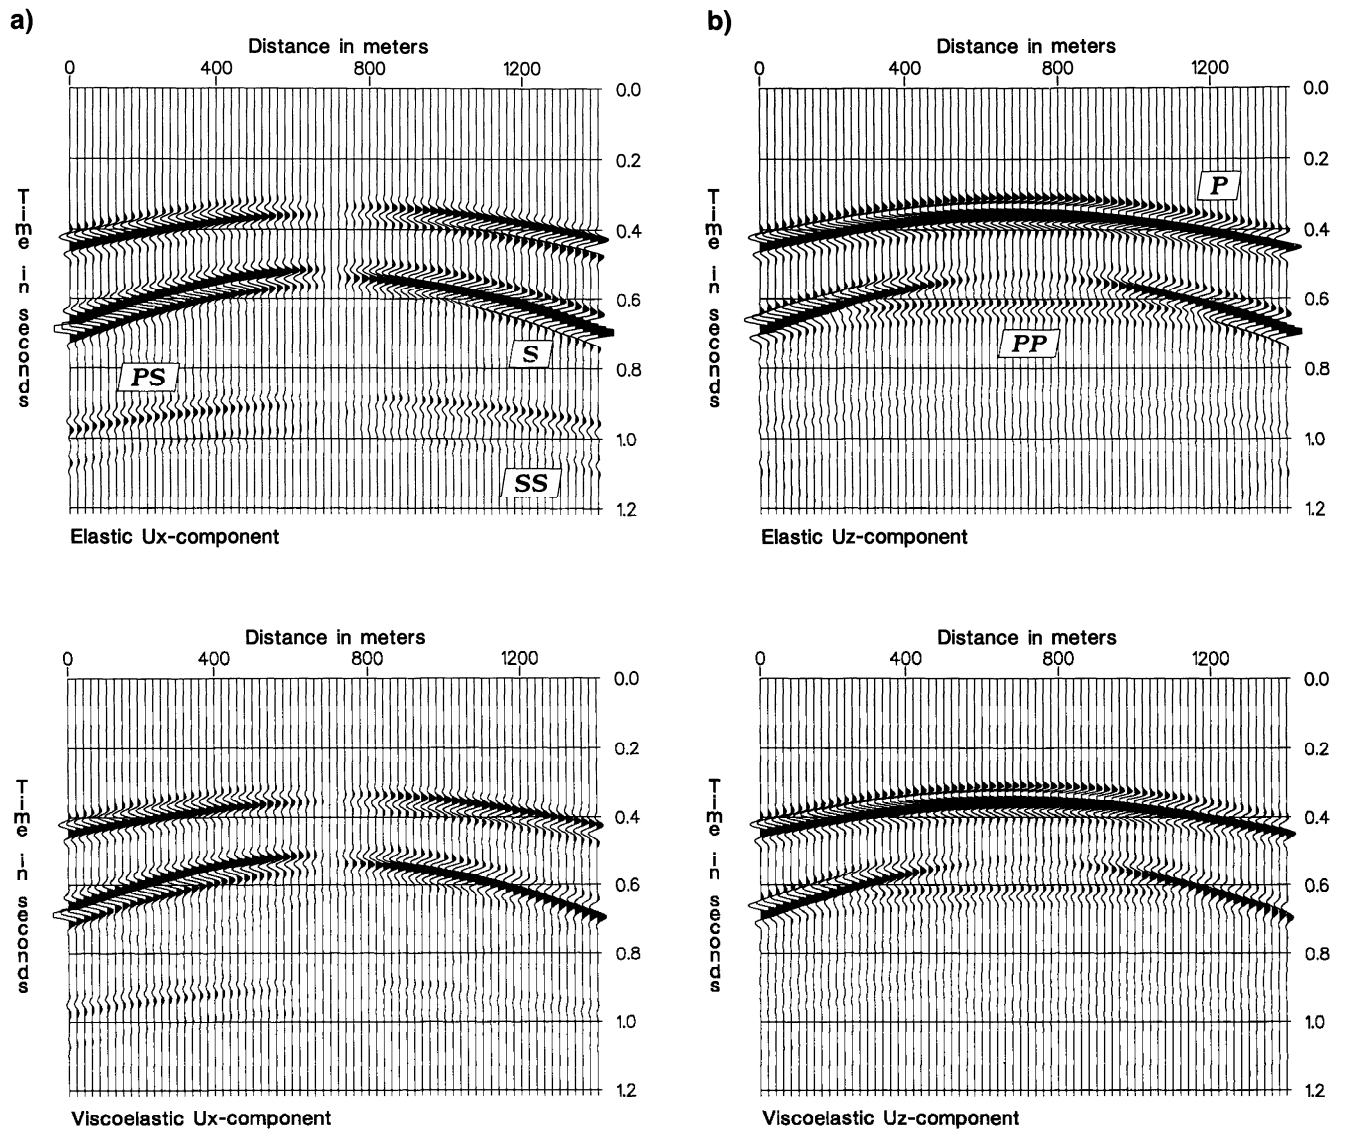 a)
Distance in meters
0 400 800 1200
0.0
0.2
0.4
0.6
0.8
1.0
1.2
Time in seconds
S
PS
SS
Elastic Ux-component
b)
Distance in meters
0 400 800 1200
0.0
0.2
0.4
0.6
0.8
1.0
1.2
Time in seconds
P
PP
Elastic Uz-component
Distance in meters
0 400 800 1200
0.0
0.2
0.4
0.6
0.8
1.0
1.2
Time in seconds
Viscoelastic Ux-component
Distance in meters
0 400 800 1200
0.0
0.2
0.4
0.6
0.8
1.0
1.2
Time in seconds
Viscoelastic Uz-component